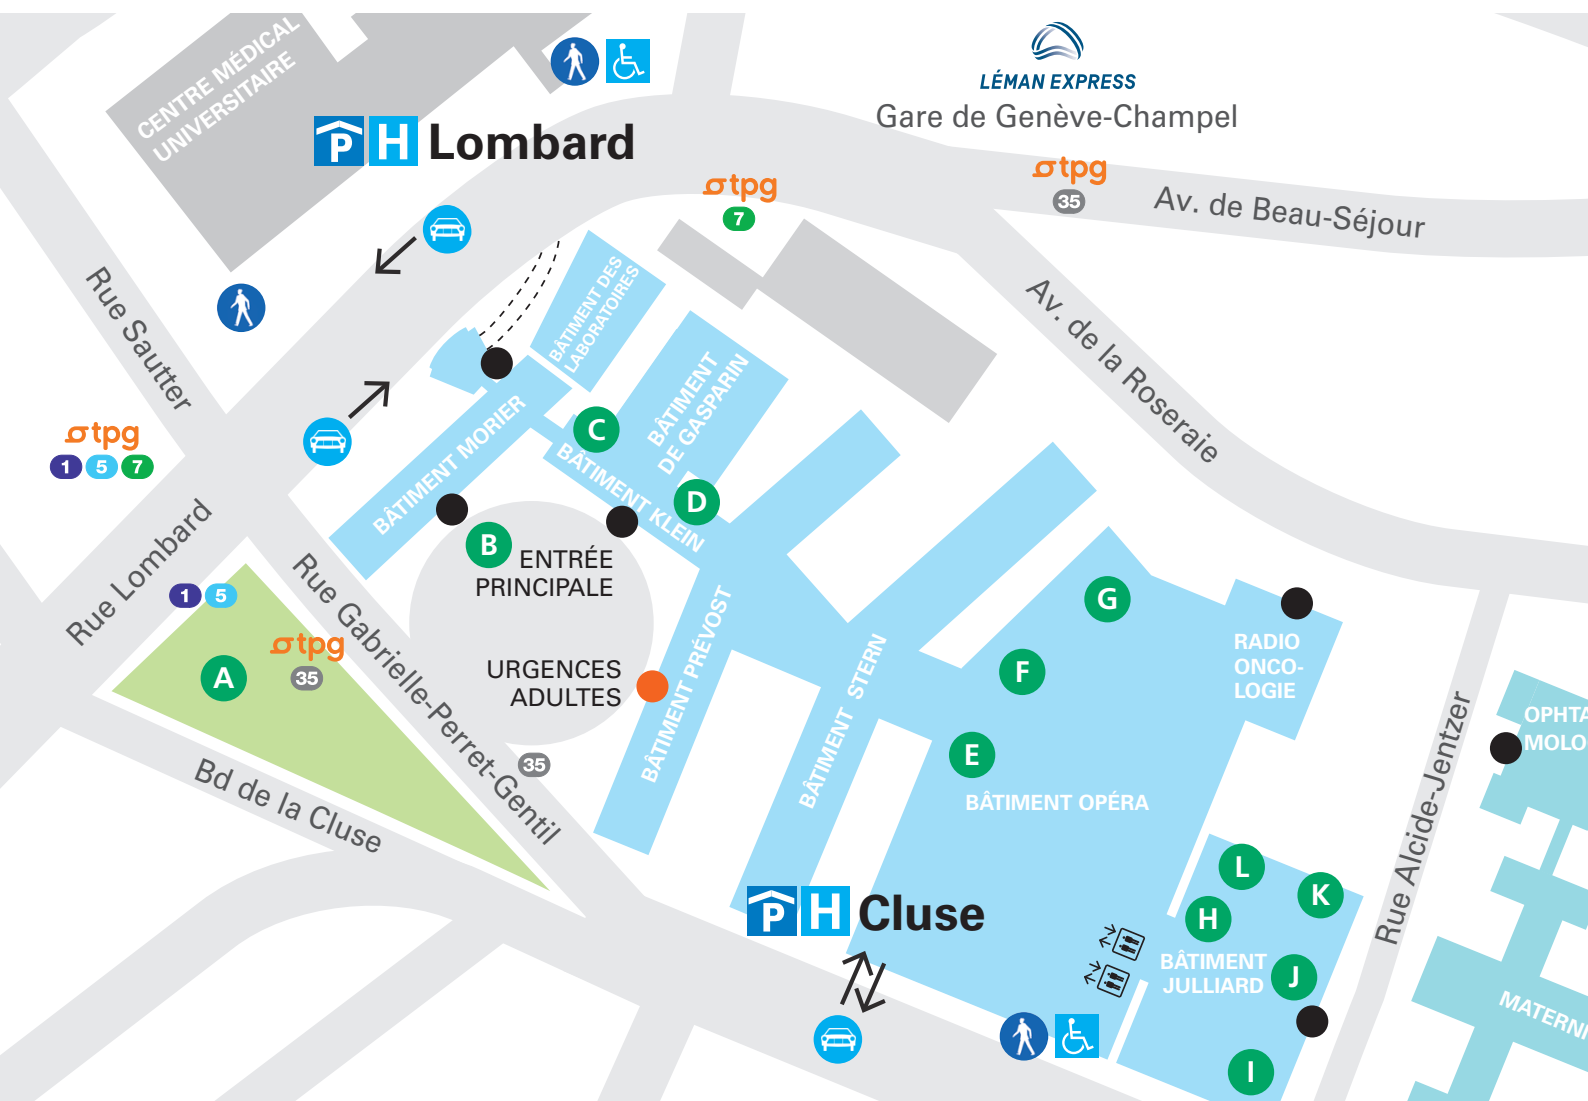 LÉMAN EXPRESS
Gare de Genève-Champel
CENTRE MÉDICAL
UNIVERSITAIRE
P H Lombard
tpg
7
tpg
35
Av. de Beau-Séjour
Rue Sautter
BÂTIMENT DES
LABORATOIRES
Av. de la Roseraie
BÂTIMENT
DE GASPARIN
C
BÂTIMENT MORIER
BÂTIMENT KLEIN
D
tpg
1 5 7
B
ENTRÉE
PRINCIPALE
Rue Lombard
1 5
Rue Gabrielle-Perret-Gentil
tpg
35
A
URGENCES
ADULTES
BÂTIMENT PRÉVOST
BÂTIMENT STERN
G
F
E
RADIO
ONCO-
LOGIE
BÂTIMENT OPÉRA
35
Bd de la Cluse
Rue Alcide-Jentzer
OPHTA
MOLO
P H Cluse
L
K
H
BÂTIMENT
JULLIARD
J
I
MATERNI